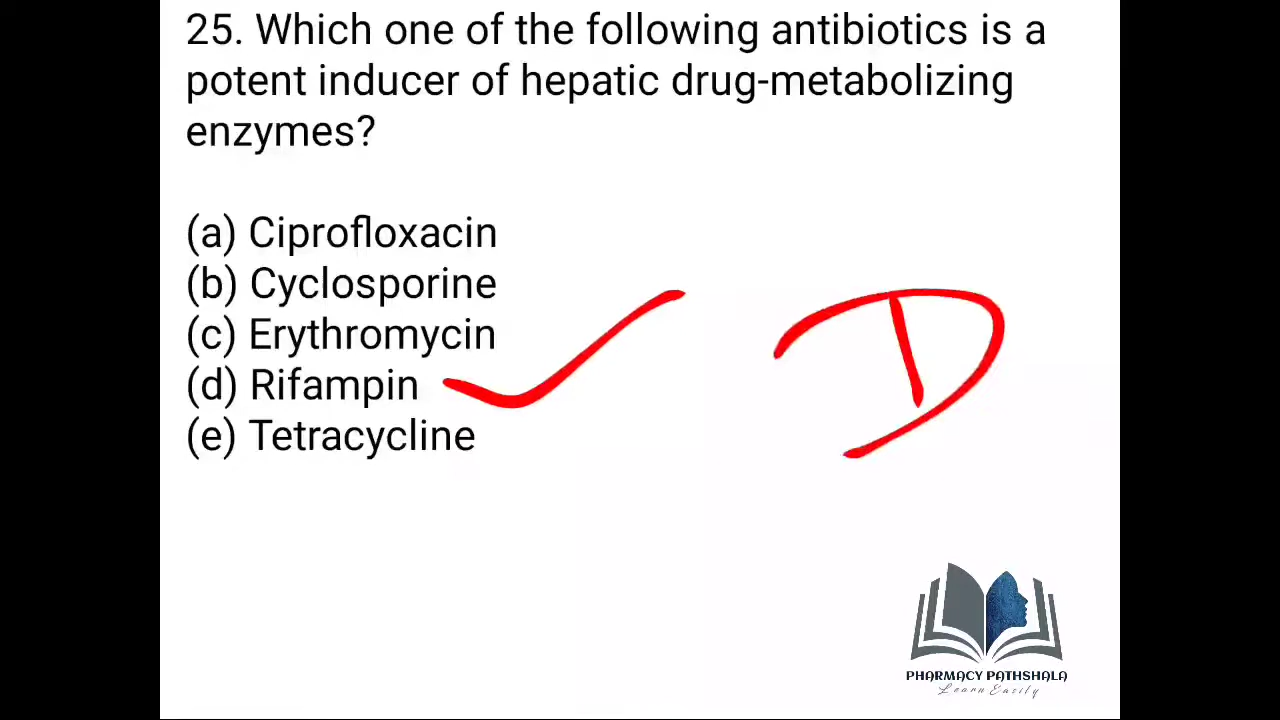 25. Which one of the following antibiotics is a
potent inducer of hepatic drug-metabolizing
enzymes?
(a) Ciprofloxacin
(b) Cyclosporine
(c) Erythromycin
(d) Rifampin
(e) Tetracycline
D
PHARMACY PATHSHALA
Learn Easily